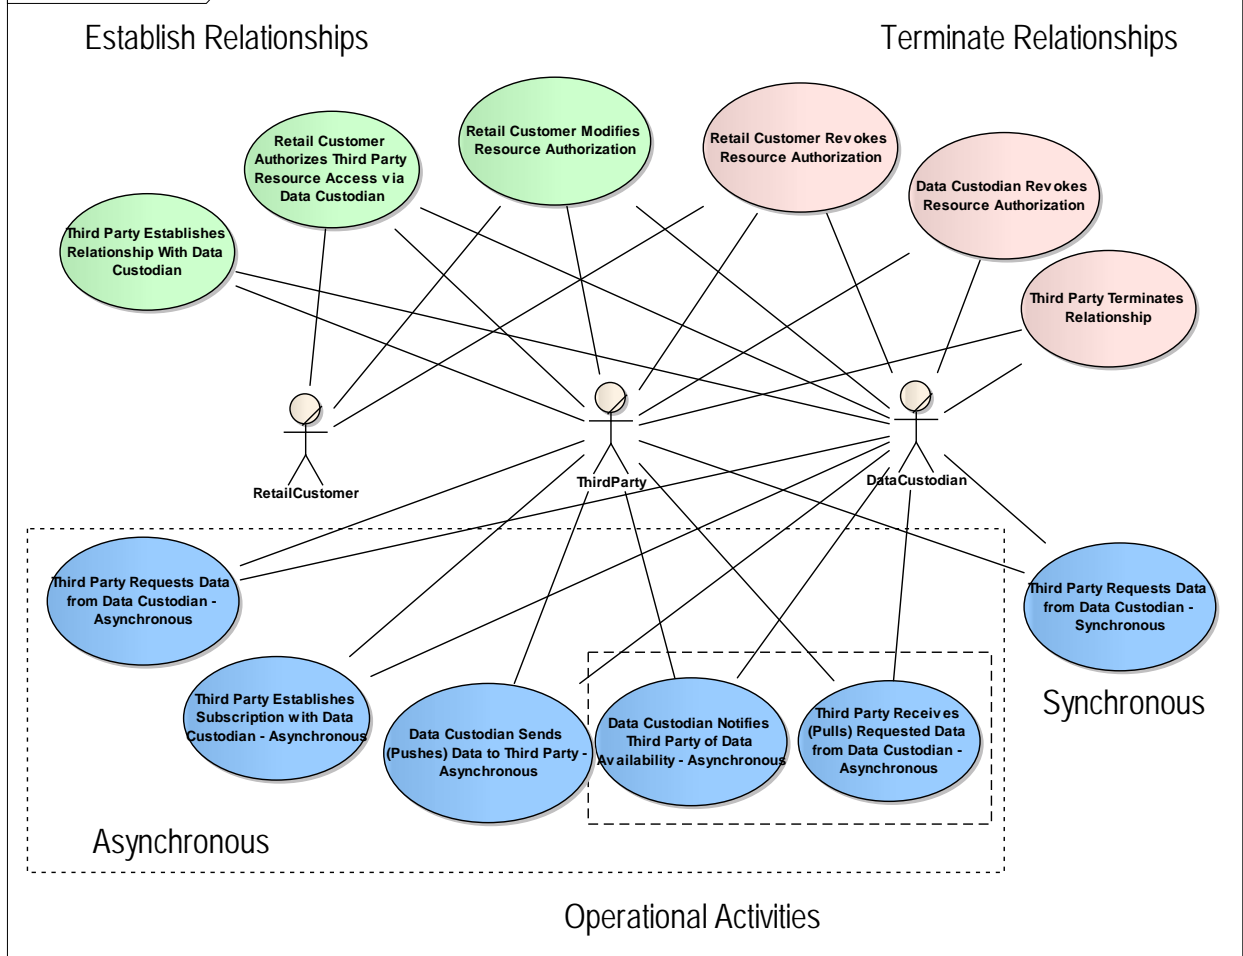 Establish Relationships
Terminate Relationships
Retail Customer
Authorizes Third Party
Resource Access via
Data Custodian
Retail Customer Modifies
Resource Authorization
Retail Customer Revokes
Resource Authorization
Data Custodian Revokes
Resource Authorization
Third Party Establishes
Relationship With Data
Custodian
Third Party Terminates
Relationship
RetailCustomer
ThirdParty
DataCustodian
Third Party Requests Data
from Data Custodian -
Asynchronous
Third Party Requests Data
from Data Custodian -
Synchronous
Third Party Establishes
Subscription with Data
Custodian - Asynchronous
Data Custodian Sends
(Pushes) Data to Third Party -
Asynchronous
Data Custodian Notifies
Third Party of Data
Availability - Asynchronous
Third Party Receives
(Pulls) Requested Data
from Data Custodian -
Asynchronous
Synchronous
Asynchronous
Operational Activities